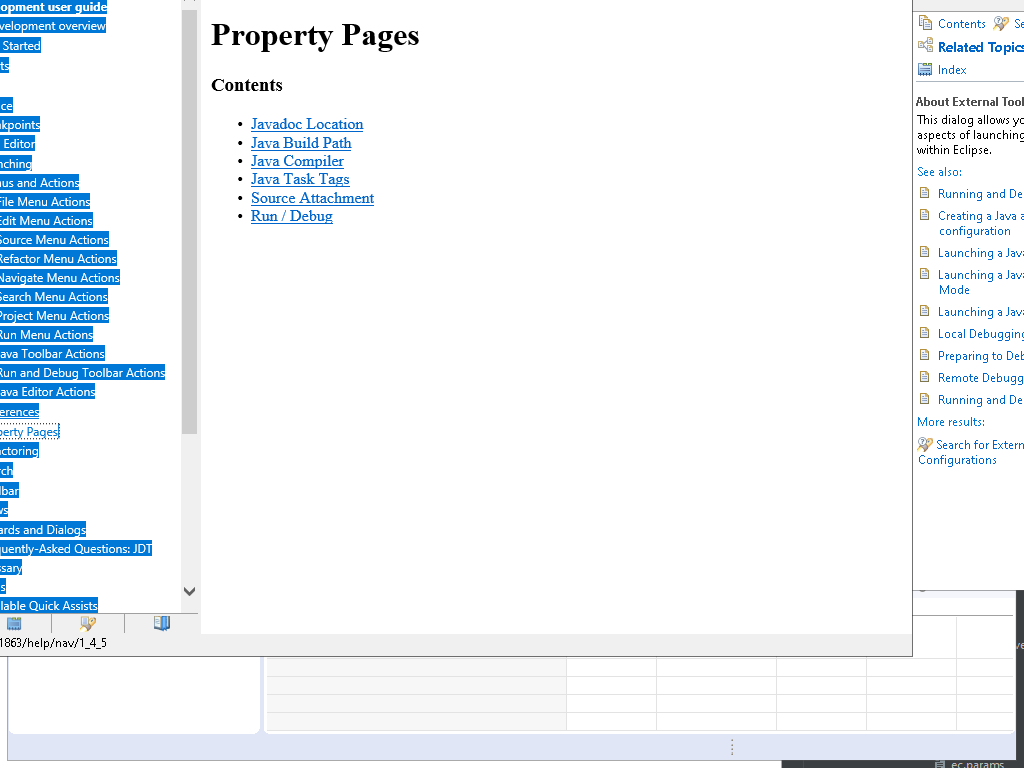 opment user guide
velopment overview
Started
ts
ce
kpoints
Editor
nching
nus and Actions
File Menu Actions
Edit Menu Actions
Source Menu Actions
Refactor Menu Actions
Navigate Menu Actions
Search Menu Actions
Project Menu Actions
Run Menu Actions
ava Toolbar Actions
Run and Debug Toolbar Actions
ava Editor Actions
erences
perty Pages
ctoring
rch
lbar
ws
ards and Dialogs
quently-Asked Questions: JDT
ssary
s
lable Quick Assists
1863/help/nav/1_4_5
Property Pages
Contents
• Javadoc Location
• Java Build Path
• Java Compiler
• Java Task Tags
• Source Attachment
• Run / Debug
Contents Se
Related Topics
Index
About External Tool
This dialog allows yo
aspects of launching
within Eclipse.
See also:
Running and De
Creating a Java a
configuration
Launching a Java
Launching a Java
Mode
Launching a Java
Local Debugging
Preparing to Deb
Remote Debugg
Running and De
More results:
Search for Extern
Configurations
ve
ec.params